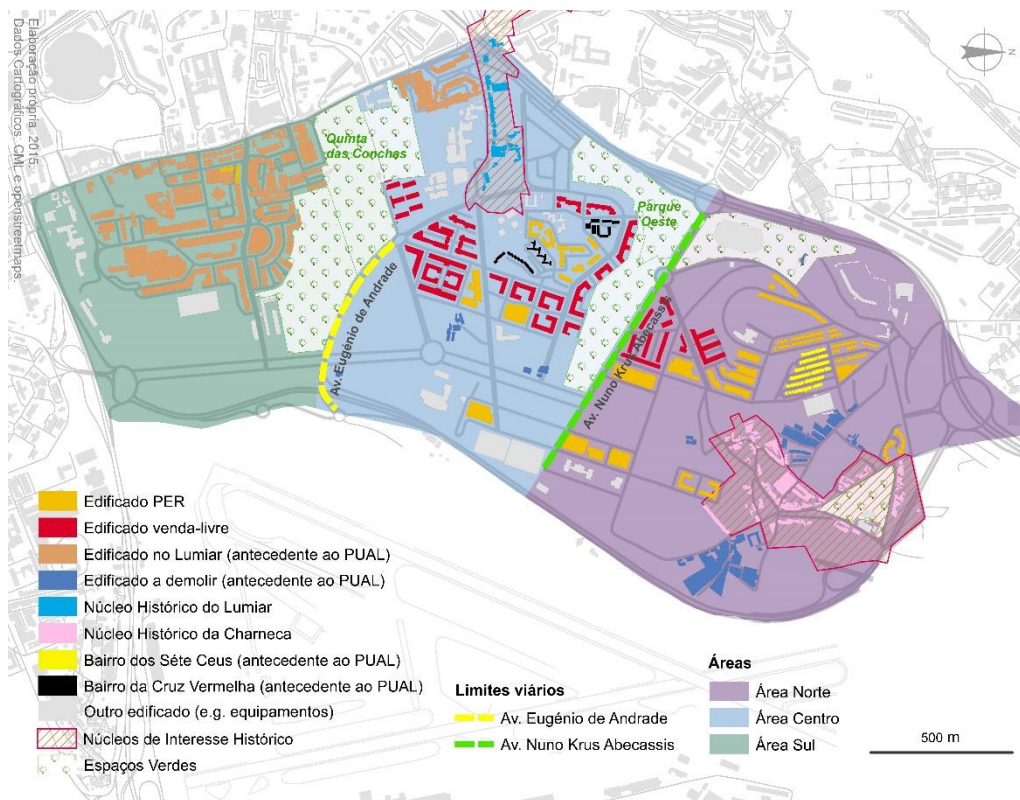 Elaboração própria, 2015.
Dados Cartográficos: CML e openstreetmaps
N
Quinta
das Conchas
Parque
Oeste
Av. Eugénio de Andrade
Av. Nuno Krus Abecassis
Edificado PER
Edificado venda-livre
Edificado no Lumiar (antecedente ao PUAL)
Edificado a demolir (antecedente ao PUAL)
Núcleo Histórico do Lumiar
Núcleo Histórico da Charneca
Bairro dos Séte Ceus (antecedente ao PUAL)
Bairro da Cruz Vermelha (antecedente ao PUAL)
Outro edificado (e.g. equipamentos)
Núcleos de Interesse Histórico
Espaços Verdes
Limites viários
Av. Eugénio de Andrade
Av. Nuno Krus Abecassis
Áreas
Área Norte
Área Centro
Área Sul
500 m